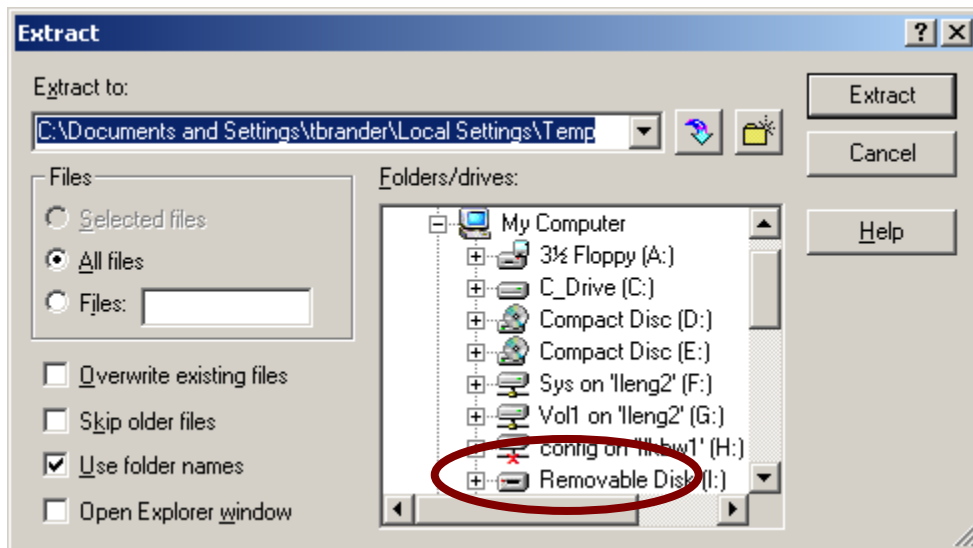 Extract
Extract to:
C:\Documents and Settings\tbrander\Local Settings\Temp
Extract
Cancel
Help
Files
Selected files
All files
Files:
Overwrite existing files
Skip older files
Use folder names
Open Explorer window
Folders/drives:
My Computer
3½ Floppy (A:)
C_Drive (C:)
Compact Disc (D:)
Compact Disc (E:)
Sys on 'lleng2' (F:)
Vol1 on 'lleng2' (G:)
config on (H:)
Removable Disk (I:)